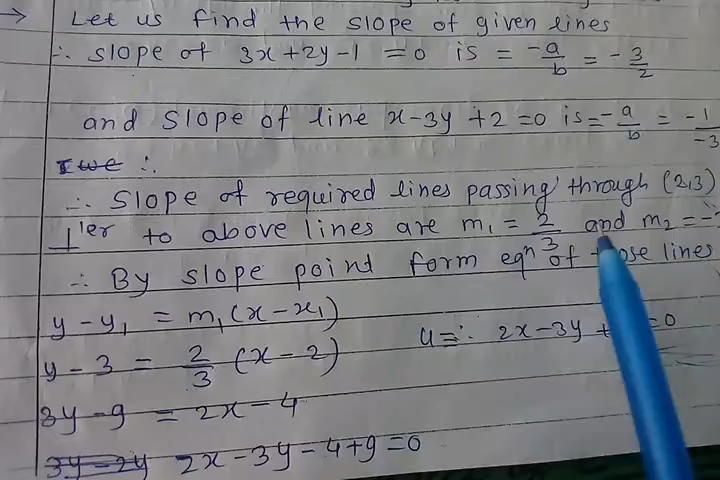 → Let us find the slope of given lines
∴ slope of 3x+2y-1 = 0 is = -a/b = -3/2
and slope of line x-3y+2=0 is = -a/b = -1/-3
∴
∴ slope of required lines passing through (2,3)
⊥er to above lines are m₁ = 2/3 and m₂ = -
∴ By slope point form eqn of those lines
y-y₁ = m₁(x-x₁)
y-3 = 2/3 (x-2)
3y-9 = 2x-4
2x-3y-4+9=0
∴ 2x-3y+ =0